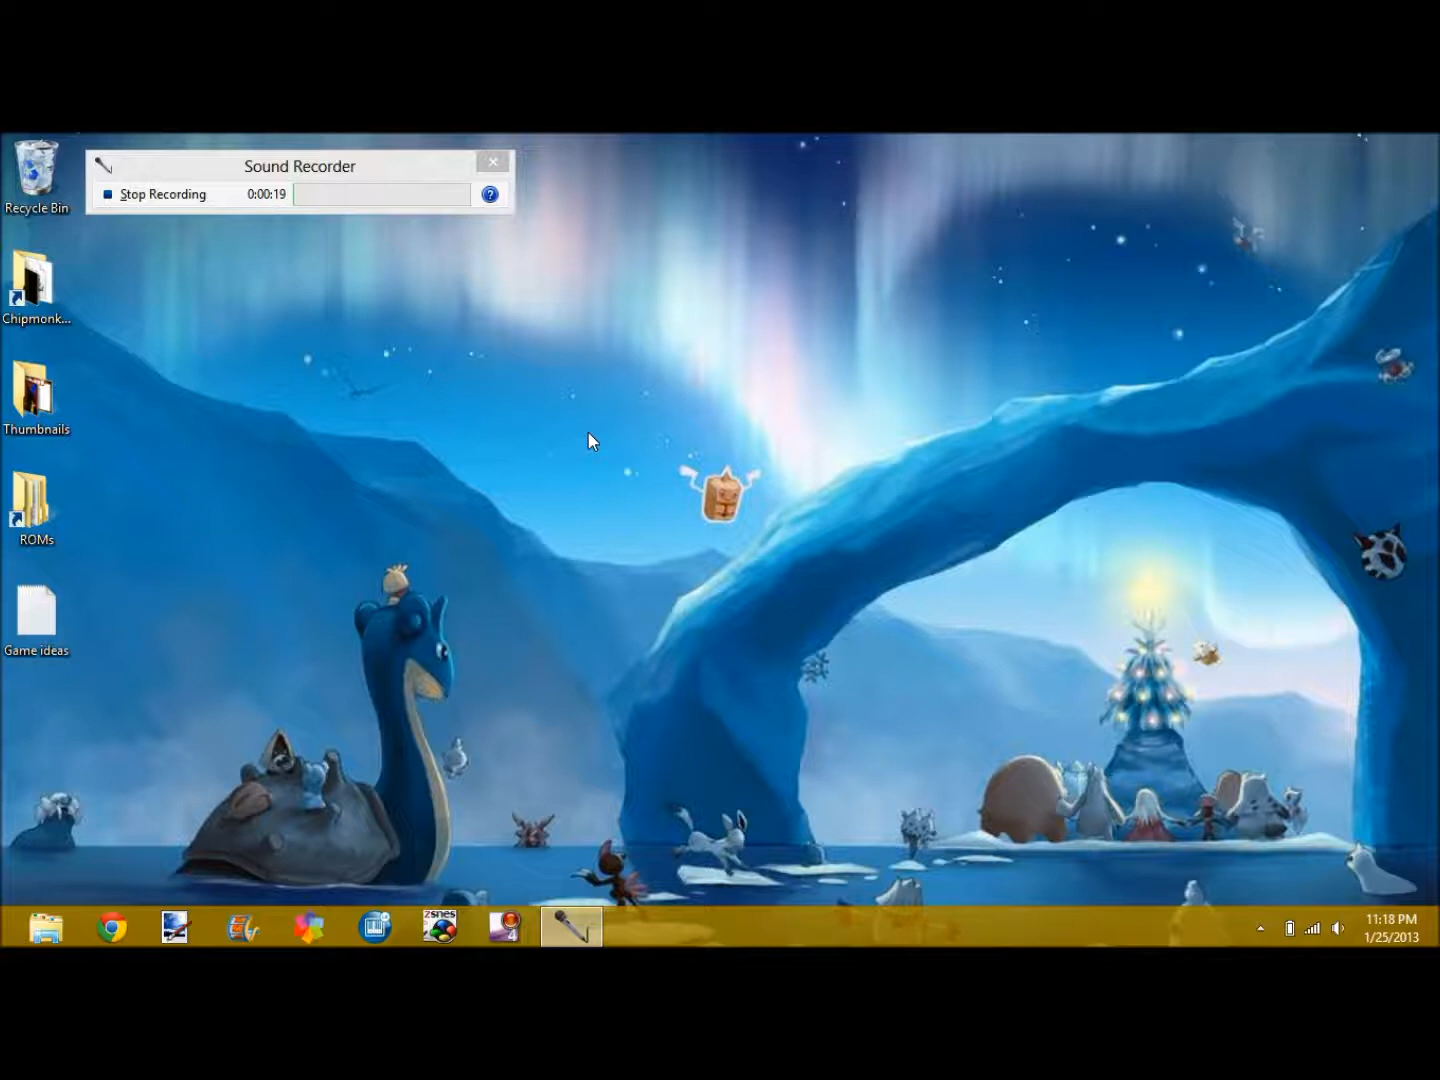 Recycle Bin
Sound Recorder
Stop Recording 0:00:19
Chipmonk...
Thumbnails
ROMs
Game ideas
ZSNES
4
11:18 PM
1/25/2013